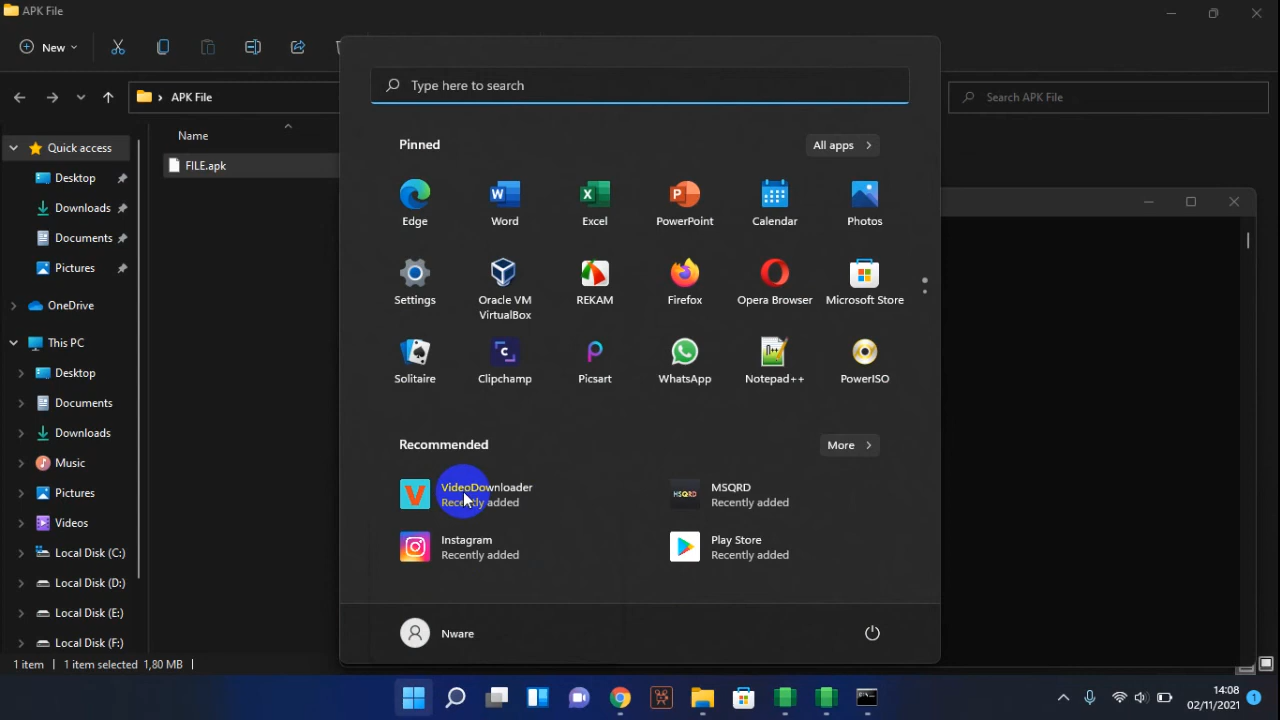 APK File
New
APK File
Search APK File
Name
FILE.apk
Quick access
Desktop
Downloads
Documents
Pictures
OneDrive
This PC
Desktop
Documents
Downloads
Music
Pictures
Videos
Local Disk (C:)
Local Disk (D:)
Local Disk (E:)
Local Disk (F:)
1 item
1 item selected 1,80 MB
Type here to search
Pinned
All apps
Edge
Word
Excel
PowerPoint
Calendar
Photos
Settings
Oracle VM
VirtualBox
REKAM
Firefox
Opera Browser
Microsoft Store
Solitaire
Clipchamp
Picsart
WhatsApp
Notepad++
PowerISO
Recommended
More
VideoDownloader
Recently added
MSQRD
MSQRD
Recently added
Instagram
Recently added
Play Store
Recently added
Nware
14:08
02/11/2021
1